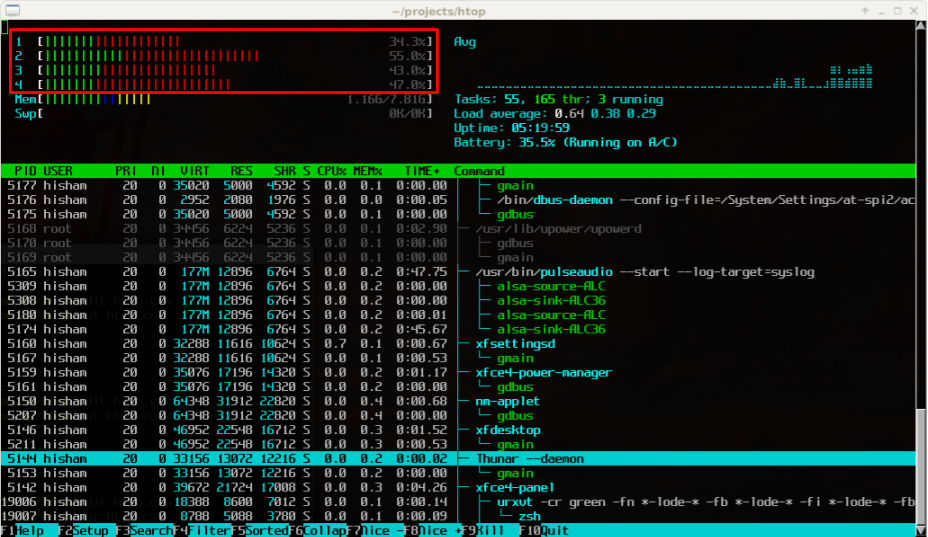 ~/projects/htop
1 [||||||||||||||||||||| 34.3%] Avg
2 [|||||||||||||||||||||||||||||||||| 55.0%]
3 [||||||||||||||||||||||||||| 43.0%]
4 [||||||||||||||||||||||||||||| 47.0%]
Mem[||||||||||||||||| 1.16G/7.81G] Tasks: 55, 165 thr; 3 running
Swp[ 0K/0K] Load average: 0.64 0.38 0.29
Uptime: 05:19:59
Battery: 35.5% (Running on A/C)
PID USER PRI NI VIRT RES SHR S CPU% MEM% TIME+ Command
5177 hisham 20 0 35020 5000 4592 S 0.0 0.1 0:00.00 ├─ gmain
5176 hisham 20 0 2952 2080 1976 S 0.0 0.0 0:00.05 ├─ /bin/dbus-daemon --config-file=/System/Settings/at-spi2/ac
5175 hisham 20 0 35020 5000 4592 S 0.0 0.1 0:00.00 └─ gdbus
5168 root 20 0 34456 6224 5236 S 0.0 0.1 0:02.90 ─ /usr/lib/upower/upowerd
5170 root 20 0 34456 6224 5236 S 0.0 0.1 0:00.00 ├─ gdbus
5169 root 20 0 34456 6224 5236 S 0.0 0.1 0:00.00 └─ gmain
5165 hisham 20 0 177M 12896 6764 S 0.0 0.2 0:47.75 ─ /usr/bin/pulseaudio --start --log-target=syslog
5309 hisham 20 0 177M 12896 6764 S 0.0 0.2 0:00.00 ├─ alsa-source-ALC
5308 hisham 20 0 177M 12896 6764 S 0.0 0.2 0:00.00 ├─ alsa-sink-ALC36
5180 hisham 20 0 177M 12896 6764 S 0.0 0.2 0:00.01 ├─ alsa-source-ALC
5174 hisham 20 0 177M 12896 6764 S 0.0 0.2 0:45.67 └─ alsa-sink-ALC36
5160 hisham 20 0 32288 11616 10624 S 0.7 0.1 0:00.67 ─ xfsettingsd
5167 hisham 20 0 32288 11616 10624 S 0.0 0.1 0:00.53 └─ gmain
5159 hisham 20 0 35076 17196 14320 S 0.0 0.2 0:01.17 ─ xfce4-power-manager
5161 hisham 20 0 35076 17196 14320 S 0.0 0.2 0:00.00 └─ gdbus
5150 hisham 20 0 64348 31912 22820 S 0.0 0.4 0:00.68 ─ nm-applet
5207 hisham 20 0 64348 31912 22820 S 0.0 0.4 0:00.00 └─ gdbus
5146 hisham 20 0 46952 22548 16712 S 0.0 0.3 0:01.52 ─ xfdesktop
5211 hisham 20 0 46952 22548 16712 S 0.0 0.3 0:00.53 └─ gmain
5144 hisham 20 0 33156 13072 12216 S 0.0 0.2 0:00.02 ─ Thunar --daemon
5153 hisham 20 0 33156 13072 12216 S 0.0 0.2 0:00.00 └─ gmain
5142 hisham 20 0 39672 21724 17008 S 0.0 0.3 0:04.26 ─ xfce4-panel
19006 hisham 20 0 18388 8600 7012 S 0.0 0.1 0:00.14 ├─ urxvt -cr green -fn *-lode-* -fb *-lode-* -fi *-lode-* -fb
19007 hisham 20 0 8788 5088 3780 S 0.0 0.1 0:00.09 └─ zsh
F1Help F2Setup F3SearchF4FilterF5SortedF6CollapF7Nice -F8Nice +F9Kill F10Quit